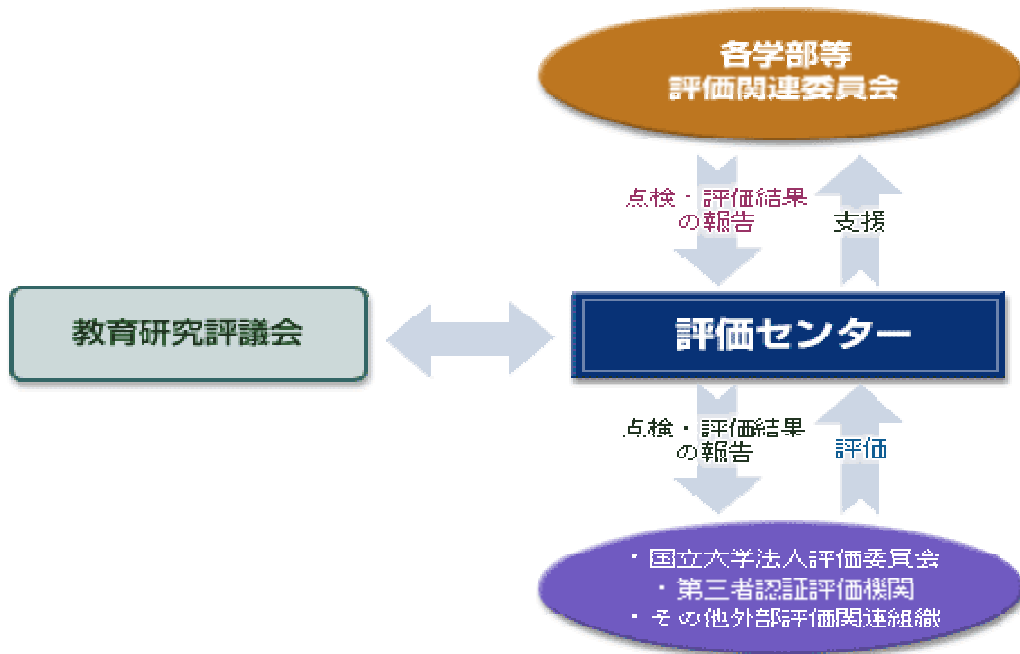 各学部等
評価関連委員会
点検・評価結果
の報告
支援
教育研究評議会
評価センター
点検・評価結果
の報告
評価
・国立大学法人評価委員会
・第三者認証評価機関
・その他外部評価関連組織